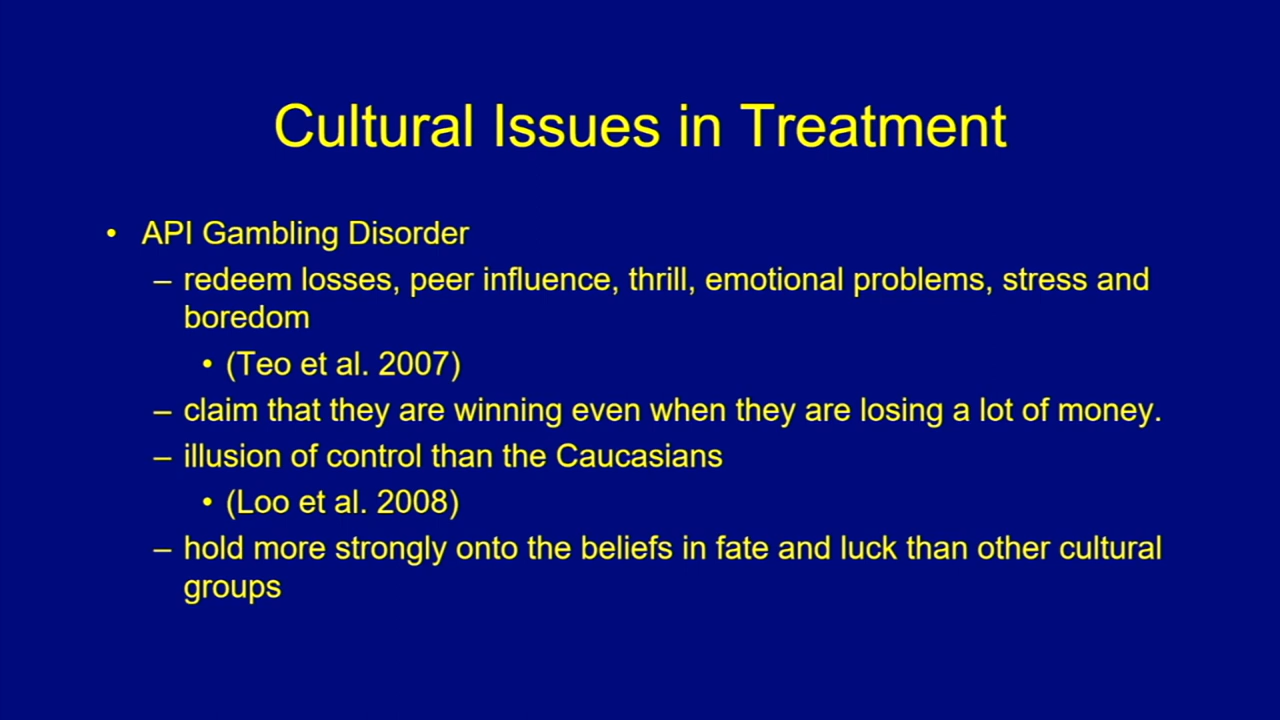 Cultural Issues in Treatment
• API Gambling Disorder
– redeem losses, peer influence, thrill, emotional problems, stress and
boredom
• (Teo et al. 2007)
– claim that they are winning even when they are losing a lot of money.
– illusion of control than the Caucasians
• (Loo et al. 2008)
– hold more strongly onto the beliefs in fate and luck than other cultural
groups